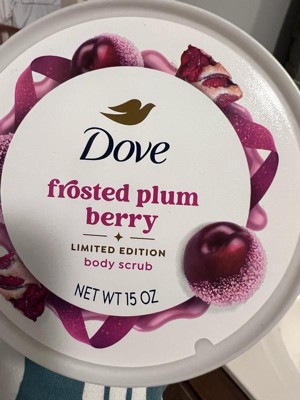 Dove
frosted plum
berry
LIMITED EDITION
body scrub
NET WT 15 OZ